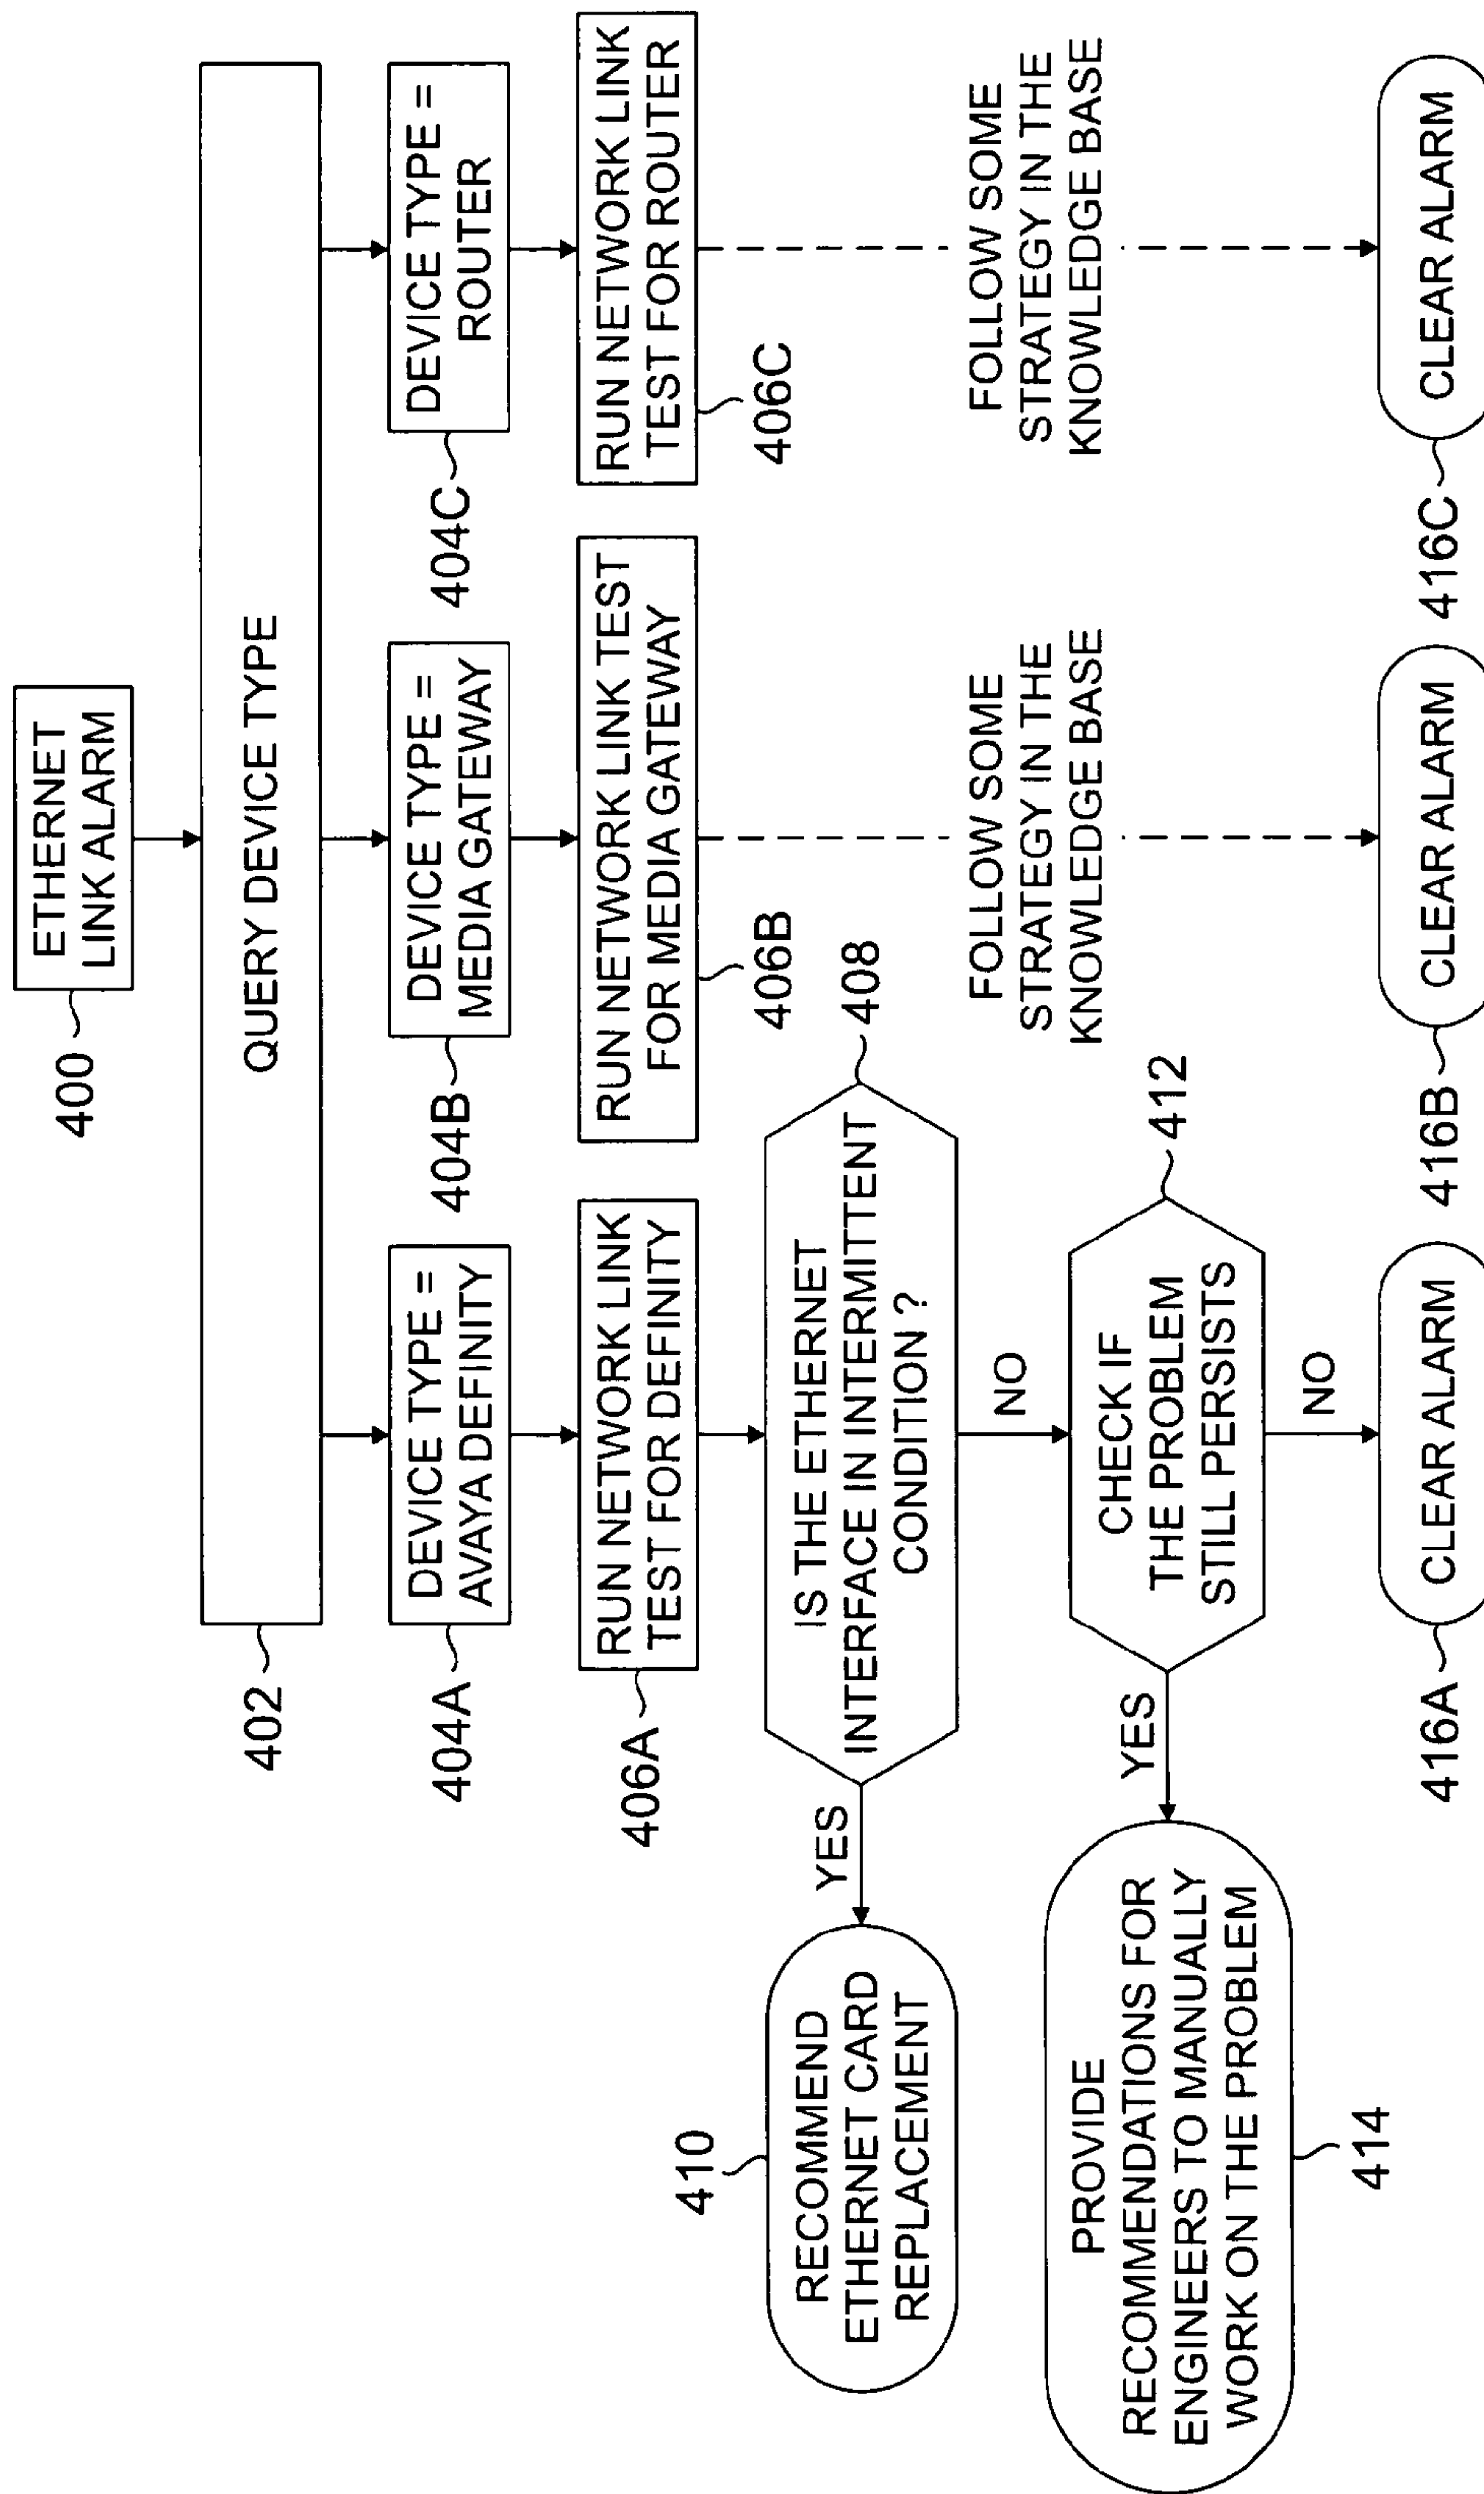 ETHERNET
LINK ALARM
400
QUERY DEVICE TYPE
402
DEVICE TYPE =
AVAYA DEFINITY
404A
DEVICE TYPE =
MEDIA GATEWAY
404B
DEVICE TYPE =
ROUTER
404C
RUN NETWORK LINK
TEST FOR DEFINITY
406A
RUN NETWORK LINK TEST
FOR MEDIA GATEWAY
406B
RUN NETWORK LINK
TEST FOR ROUTER
406C
IS THE ETHERNET
INTERFACE IN INTERMITTENT
CONDITION ?
408
YES
RECOMMEND
ETHERNET CARD
REPLACEMENT
410
NO
FOLLOW SOME
STRATEGY IN THE
KNOWLEDGE BASE
FOLLOW SOME
STRATEGY IN THE
KNOWLEDGE BASE
CHECK IF
THE PROBLEM
STILL PERSISTS
412
YES
PROVIDE
RECOMMENDATIONS FOR
ENGINEERS TO MANUALLY
WORK ON THE PROBLEM
414
NO
CLEAR ALARM
416A
CLEAR ALARM
416B
CLEAR ALARM
416C